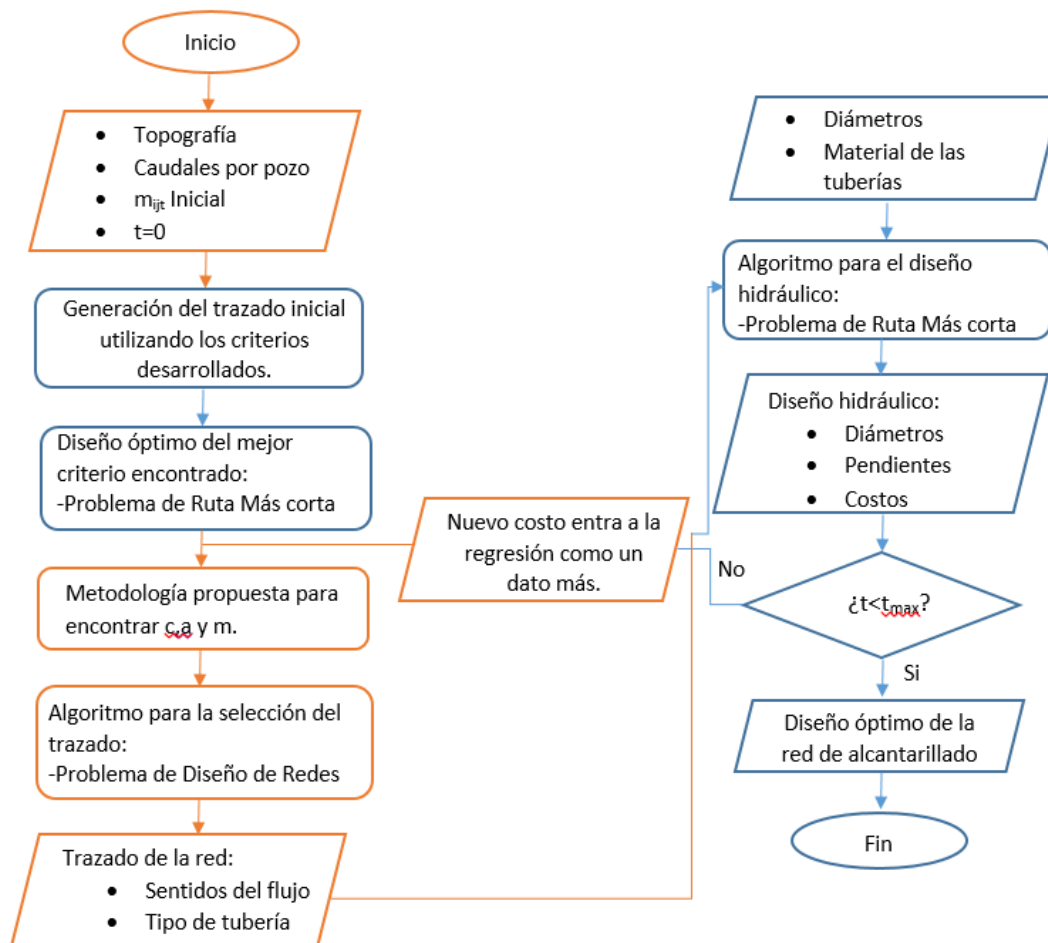 Inicio
• Topografía
• Caudales por pozo
• mijt Inicial
• t=0
Generación del trazado inicial
utilizando los criterios
desarrollados.
Diseño óptimo del mejor
criterio encontrado:
-Problema de Ruta Más corta
Metodología propuesta para
encontrar c,a y m.
Algoritmo para la selección del
trazado:
-Problema de Diseño de Redes
Trazado de la red:
• Sentidos del flujo
• Tipo de tubería
Nuevo costo entra a la
regresión como un
dato más.
• Diámetros
• Material de las
tuberías
Algoritmo para el diseño
hidráulico:
-Problema de Ruta Más corta
Diseño hidráulico:
• Diámetros
• Pendientes
• Costos
No
¿t<tmax?
Si
Diseño óptimo de la
red de alcantarillado
Fin